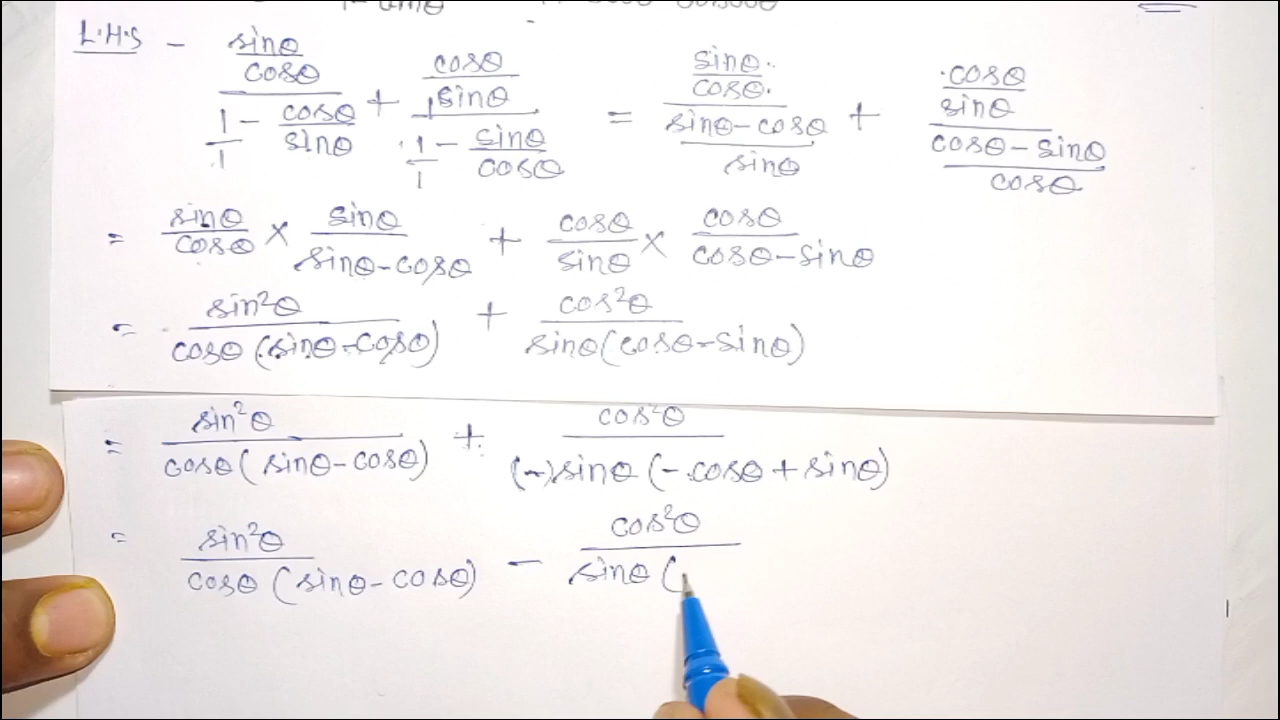 L.H.S - sinθ/cosθ / (1/1 - cosθ/sinθ) + cosθ/sinθ / (1/1 - sinθ/cosθ) = sinθ/cosθ / ((sinθ-cosθ)/sinθ) + cosθ/sinθ / ((cosθ-sinθ)/cosθ)
= sinθ/cosθ × sinθ/(sinθ-cosθ) + cosθ/sinθ × cosθ/(cosθ-sinθ)
= sin²θ/(cosθ(sinθ-cosθ)) + cos²θ/(sinθ(cosθ-sinθ))
= sin²θ/(cosθ(sinθ-cosθ)) + cos²θ/((-)sinθ(-cosθ+sinθ))
= sin²θ/(cosθ(sinθ-cosθ)) - cos²θ/(sinθ(